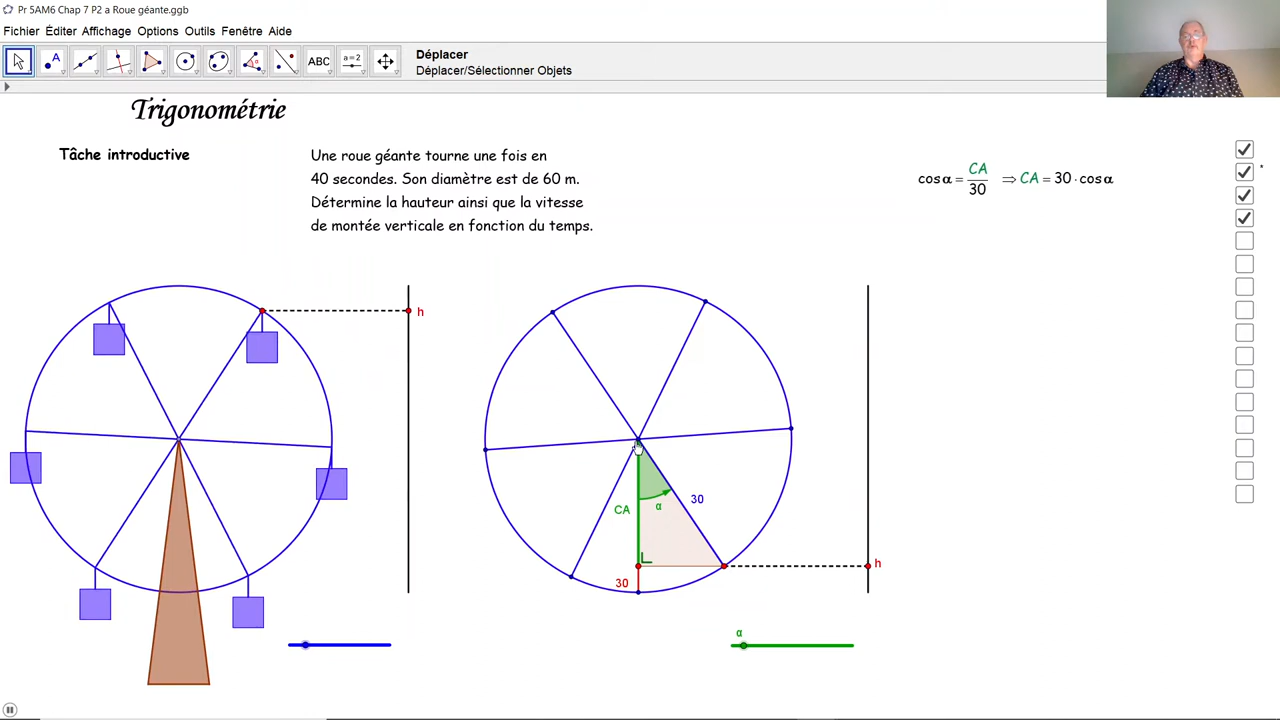 Pr 5AM6 Chap 7 P2 a Roue géante.ggb
Fichier Éditer Affichage Options Outils Fenêtre Aide
A
α
ABC
a=2
Déplacer
Déplacer/Sélectionner Objets
Trigonométrie
Tâche introductive
Une roue géante tourne une fois en
40 secondes. Son diamètre est de 60 m.
Détermine la hauteur ainsi que la vitesse
de montée verticale en fonction du temps.
cos α = CA/30 ⇒ CA = 30 · cos α
h
CA
α
30
30
h
α